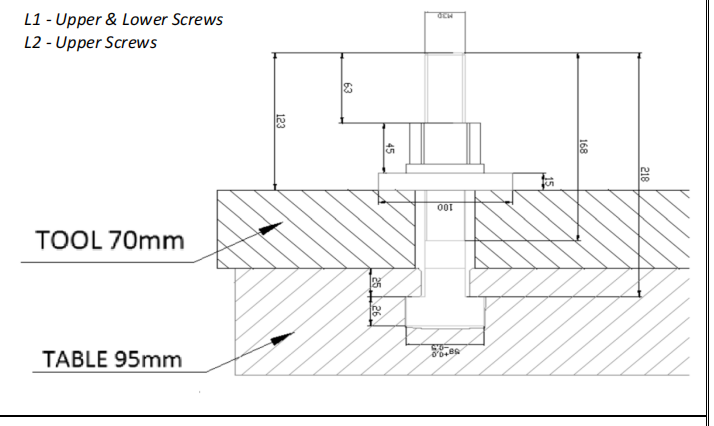 L1 - Upper & Lower Screws
L2 - Upper Screws
M30
63
123
45
168
218
15
100
TOOL 70mm
25
26
TABLE 95mm